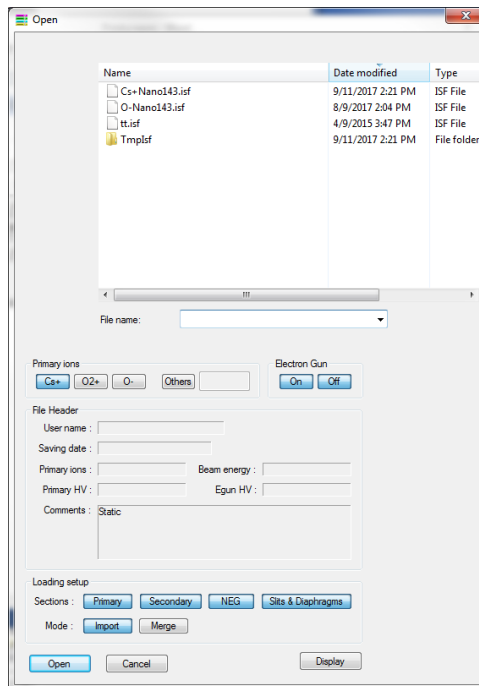 Open
Name Date modified Type
Cs+Nano143.isf 9/11/2017 2:21 PM ISF File
O-Nano143.isf 8/9/2017 2:04 PM ISF File
tt.isf 4/9/2015 3:47 PM ISF File
TmpIsf 9/11/2017 2:21 PM File folder
File name:
Primary ions Electron Gun
Cs+ O2+ O- Others On Off
File Header
User name :
Saving date :
Primary ions : Beam energy :
Primary HV : Egun HV :
Comments : Static
Loading setup
Sections : Primary Secondary NEG Slits & Diaphragms
Mode : Import Merge
Open Cancel Display